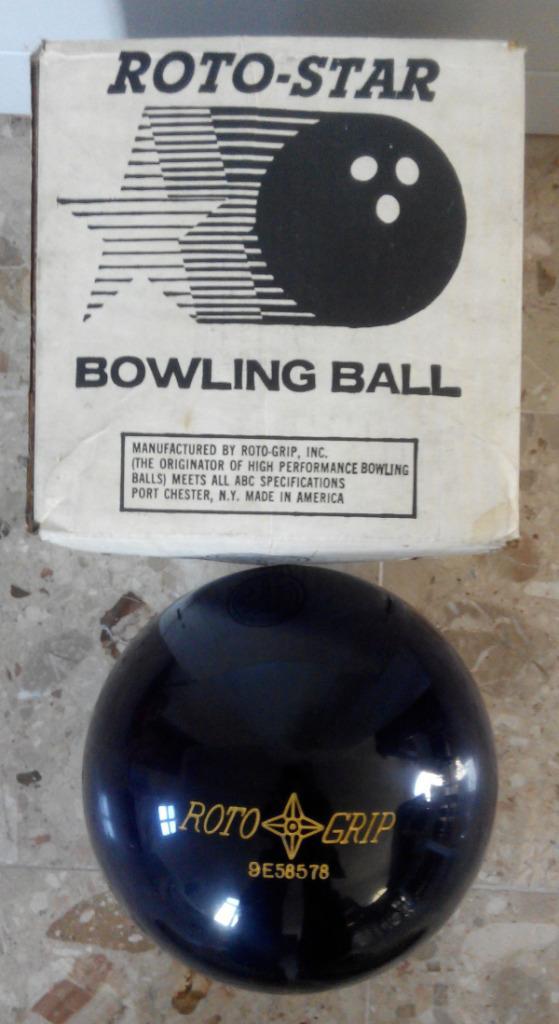 ROTO-STAR
BOWLING BALL
MANUFACTURED BY ROTO-GRIP, INC.
(THE ORIGINATOR OF HIGH PERFORMANCE BOWLING
BALLS) MEETS ALL ABC SPECIFICATIONS
PORT CHESTER, N.Y. MADE IN AMERICA
ROTO GRIP
9E58578